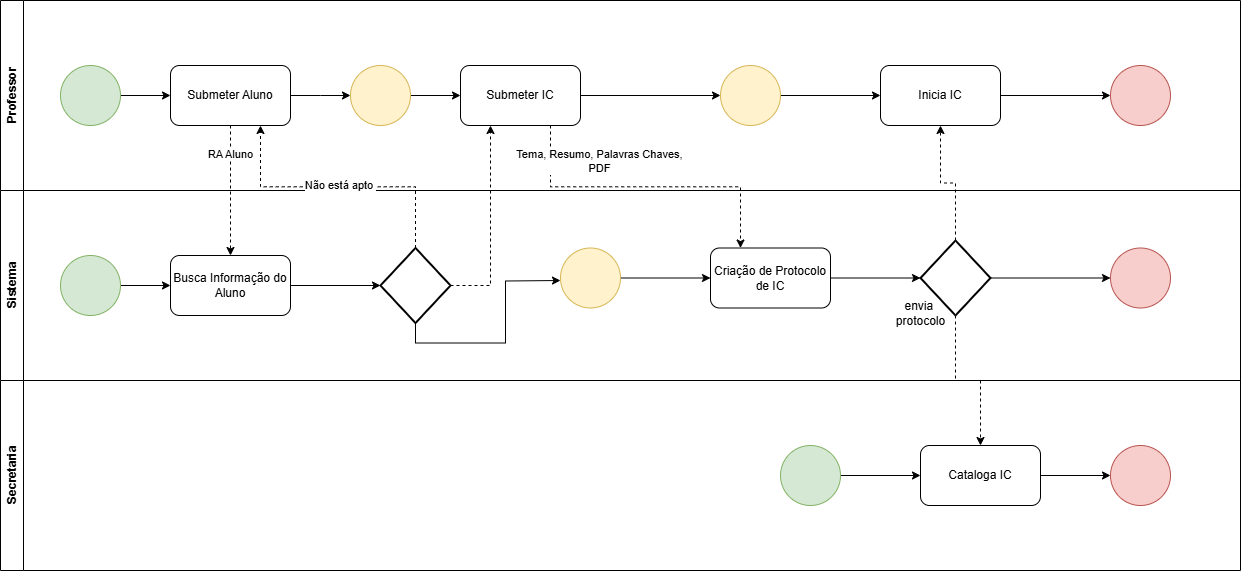 Professor
Submeter Aluno
Submeter IC
Inicia IC
RA Aluno
Tema, Resumo, Palavras Chaves,
PDF
Não está apto
Sistema
Busca Informação do
Aluno
Criação de Protocolo
de IC
envia
protocolo
Secretaria
Cataloga IC